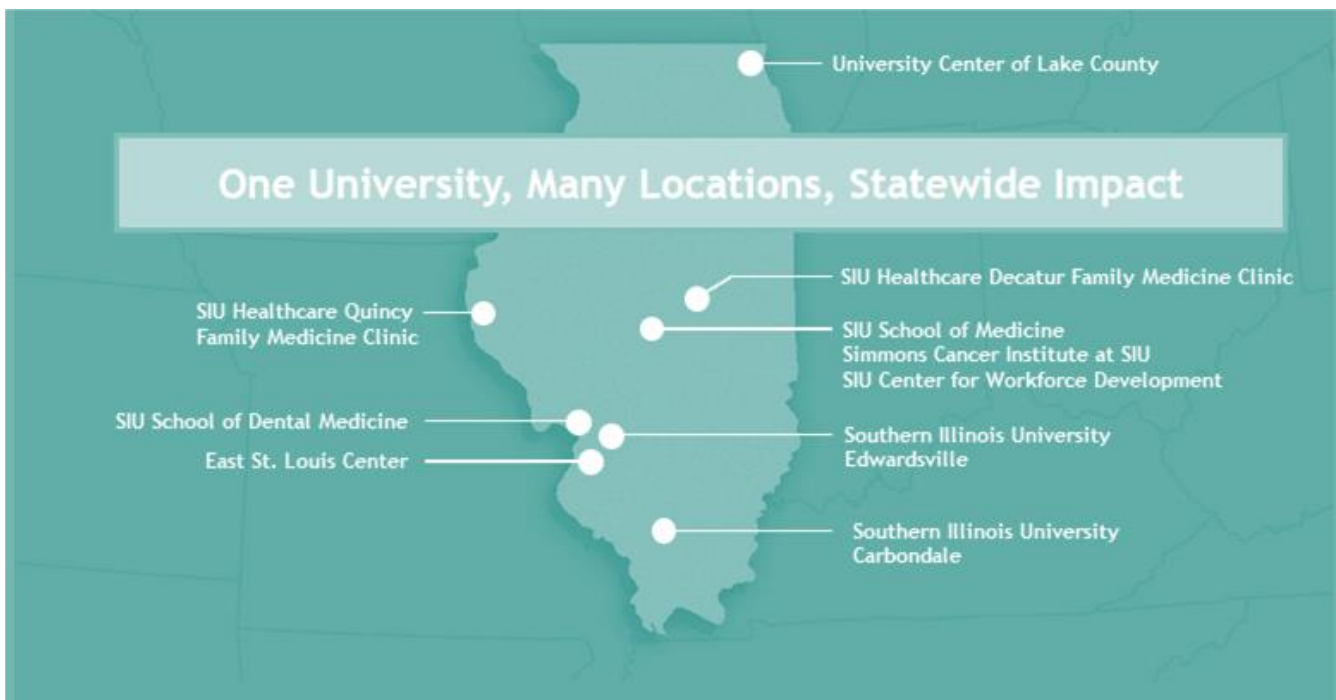 University Center of Lake County
One University, Many Locations, Statewide Impact
SIU Healthcare Decatur Family Medicine Clinic
SIU Healthcare Quincy
Family Medicine Clinic
SIU School of Medicine
Simmons Cancer Institute at SIU
SIU Center for Workforce Development
SIU School of Dental Medicine
Southern Illinois University
Edwardsville
East St. Louis Center
Southern Illinois University
Carbondale